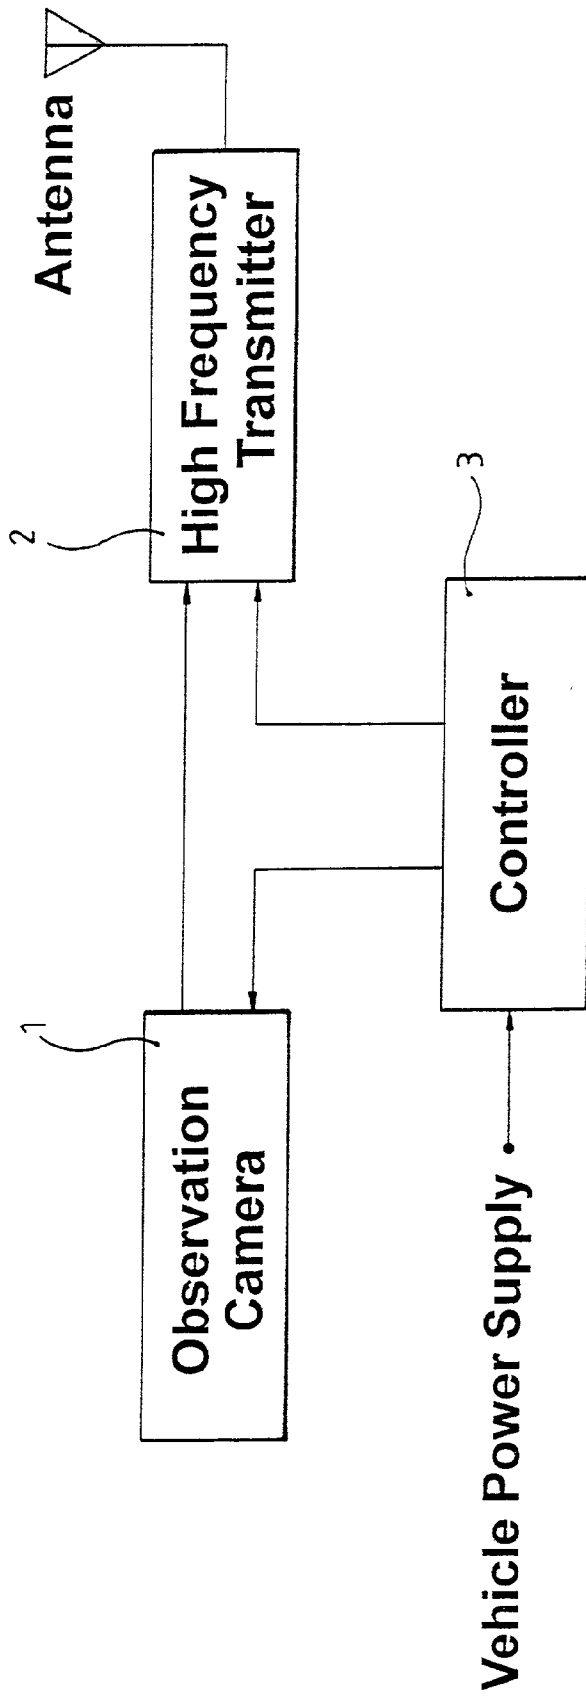 Antenna
1
Observation
Camera
2
High Frequency
Transmitter
Vehicle Power Supply
Controller
3